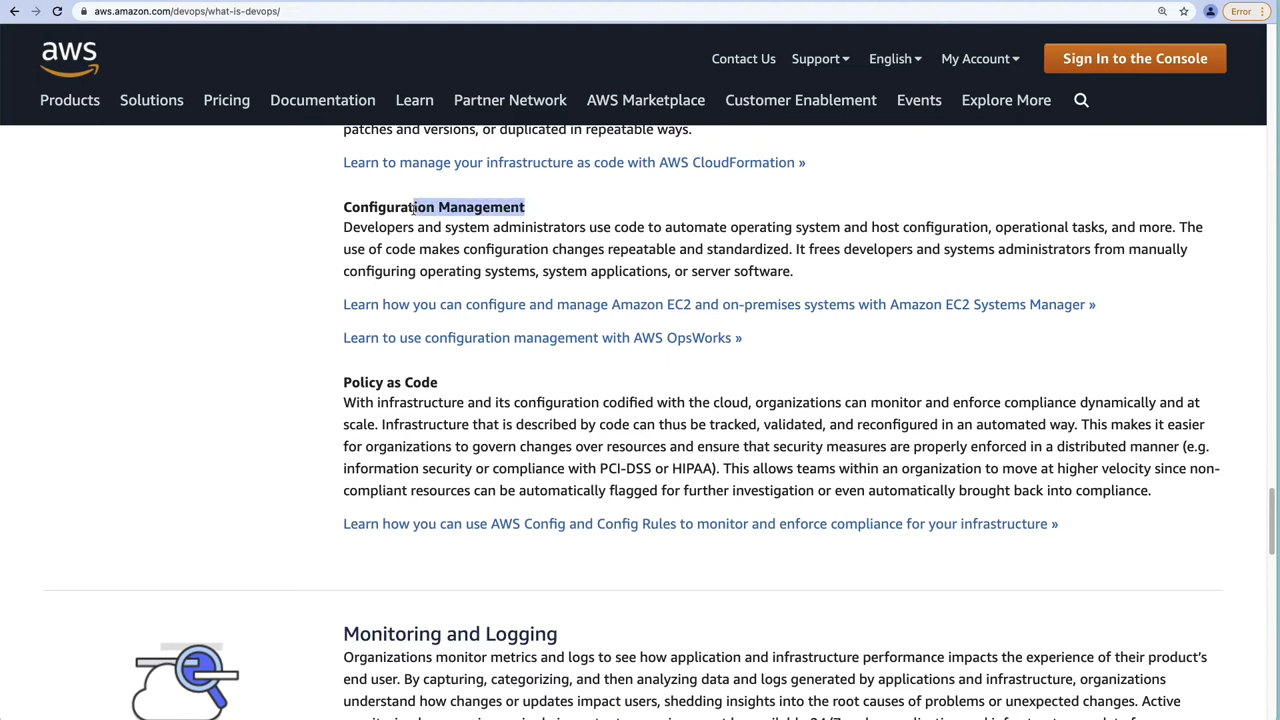 aws.amazon.com/devops/what-is-devops/
Error
aws
Contact Us Support English My Account Sign In to the Console
Products Solutions Pricing Documentation Learn Partner Network AWS Marketplace Customer Enablement Events Explore More
patches and versions, or duplicated in repeatable ways.
Learn to manage your infrastructure as code with AWS CloudFormation »
Configuration Management
Developers and system administrators use code to automate operating system and host configuration, operational tasks, and more. The
use of code makes configuration changes repeatable and standardized. It frees developers and systems administrators from manually
configuring operating systems, system applications, or server software.
Learn how you can configure and manage Amazon EC2 and on-premises systems with Amazon EC2 Systems Manager »
Learn to use configuration management with AWS OpsWorks »
Policy as Code
With infrastructure and its configuration codified with the cloud, organizations can monitor and enforce compliance dynamically and at
scale. Infrastructure that is described by code can thus be tracked, validated, and reconfigured in an automated way. This makes it easier
for organizations to govern changes over resources and ensure that security measures are properly enforced in a distributed manner (e.g.
information security or compliance with PCI-DSS or HIPAA). This allows teams within an organization to move at higher velocity since non-
compliant resources can be automatically flagged for further investigation or even automatically brought back into compliance.
Learn how you can use AWS Config and Config Rules to monitor and enforce compliance for your infrastructure »
Monitoring and Logging
Organizations monitor metrics and logs to see how application and infrastructure performance impacts the experience of their product's
end user. By capturing, categorizing, and then analyzing data and logs generated by applications and infrastructure, organizations
understand how changes or updates impact users, shedding insights into the root causes of problems or unexpected changes. Active